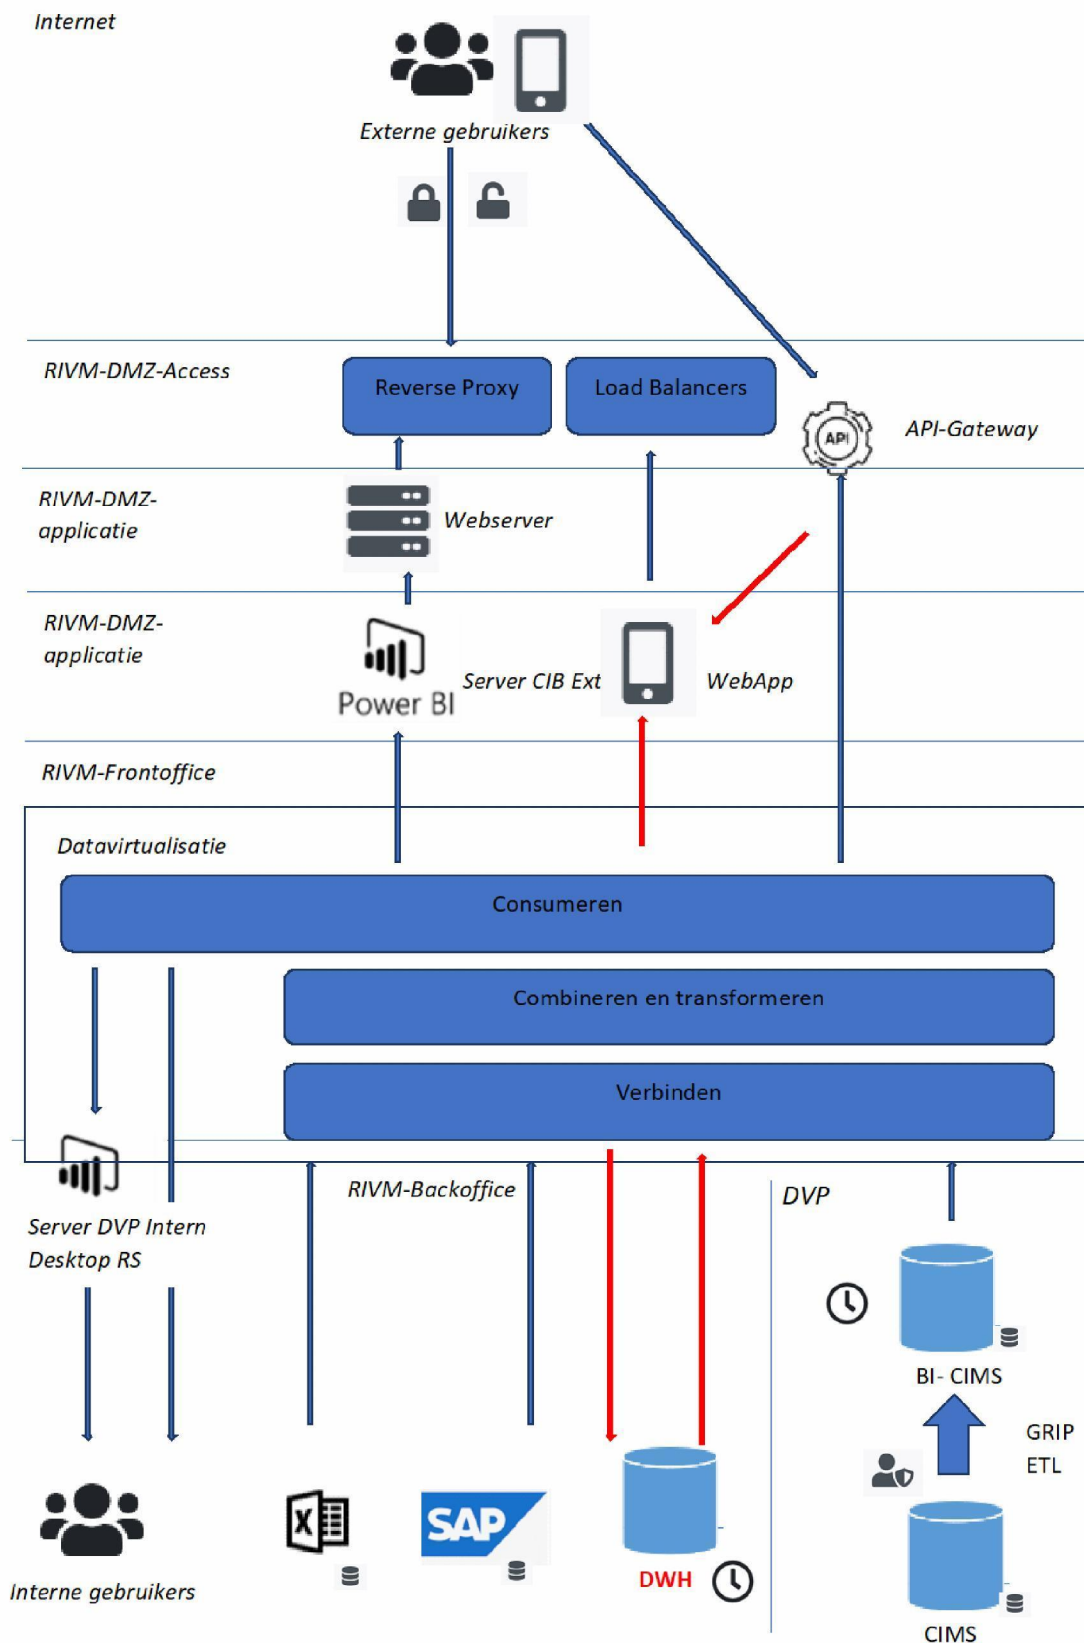 Internet
Externe gebruikers
RIVM-DMZ-Access
Reverse Proxy
Load Balancers
API
API-Gateway
RIVM-DMZ-
applicatie
Webserver
RIVM-DMZ-
applicatie
Power BI
Server CIB Ext
WebApp
RIVM-Frontoffice
Datavirtualisatie
Consumeren
Combineren en transformeren
Verbinden
RIVM-Backoffice
DVP
Server DVP Intern
Desktop RS
BI- CIMS
GRIP
ETL
X
SAP
DWH
Interne gebruikers
CIMS